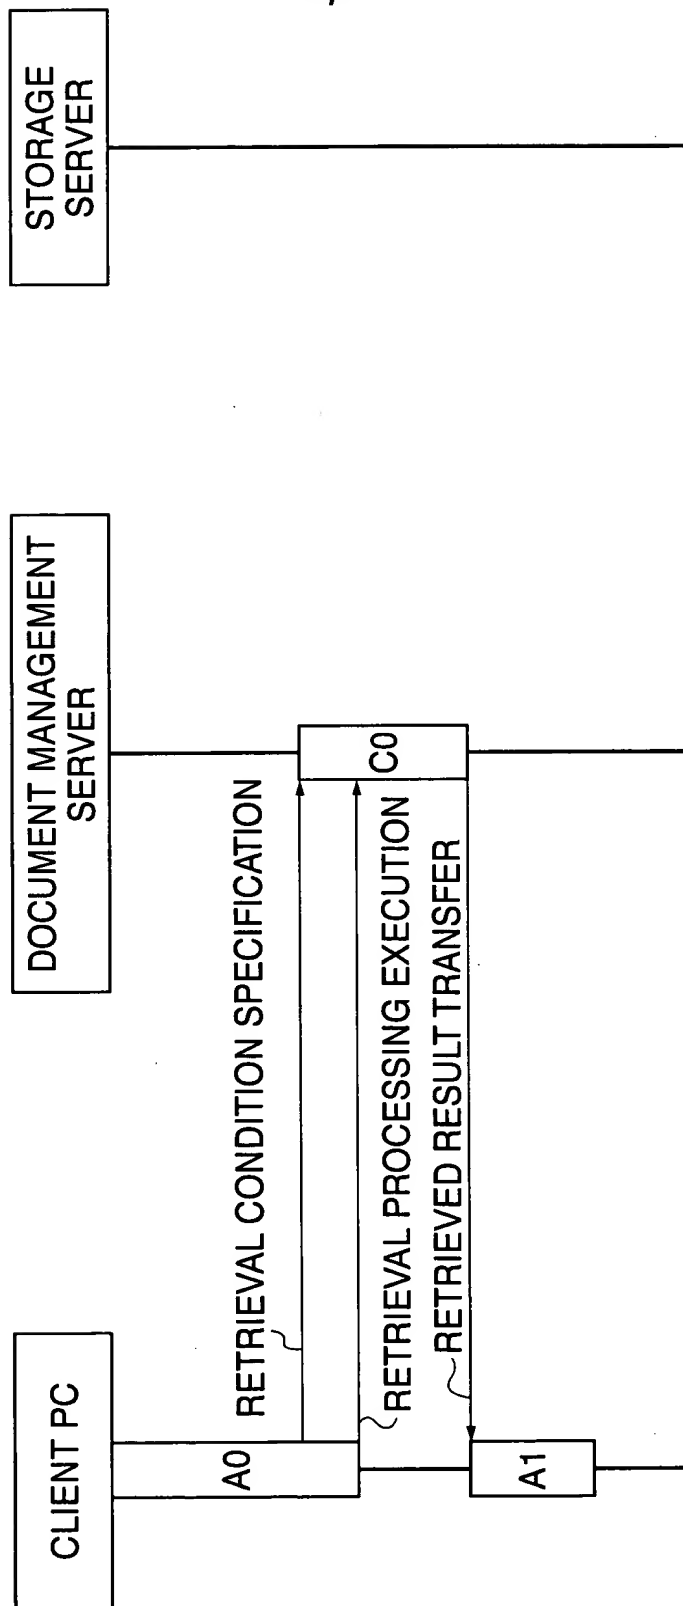 CLIENT PC
DOCUMENT MANAGEMENT
SERVER
STORAGE
SERVER
A0
RETRIEVAL CONDITION SPECIFICATION
C0
RETRIEVAL PROCESSING EXECUTION
RETRIEVED RESULT TRANSFER
A1